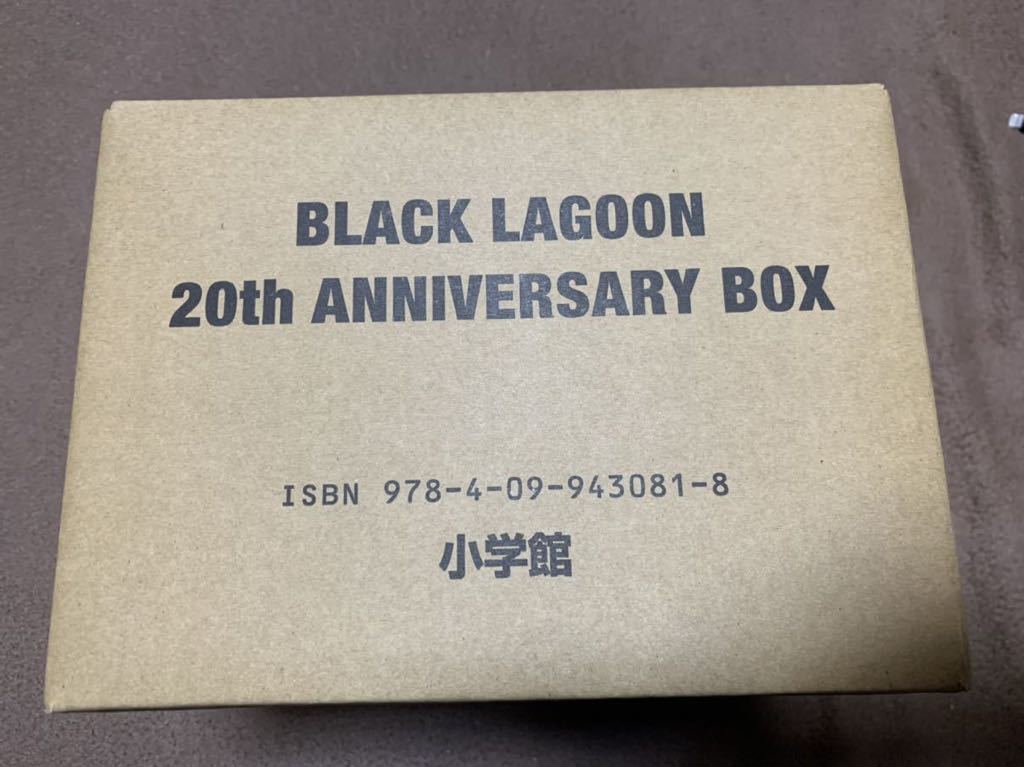 BLACK LAGOON
20th ANNIVERSARY BOX
ISBN 978-4-09-943081-8
小学館